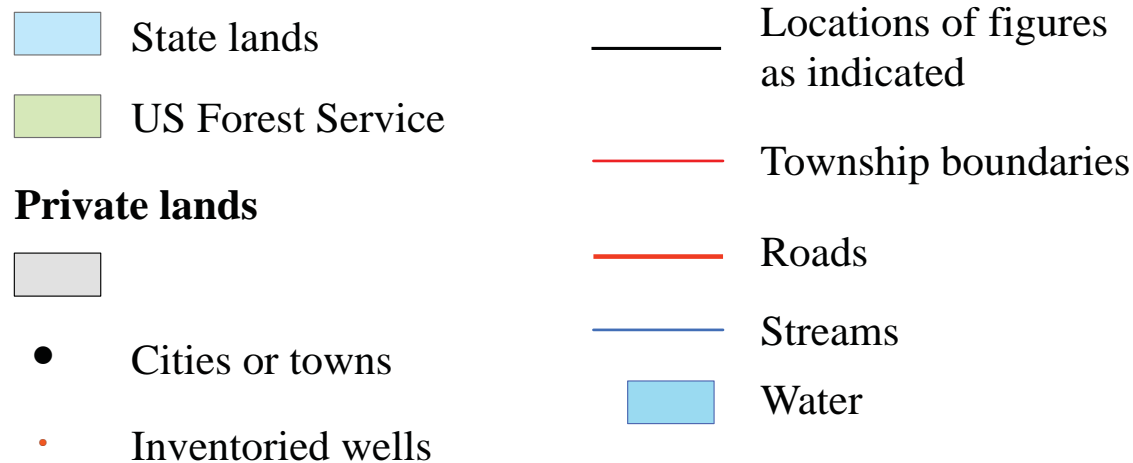 State lands
US Forest Service
Private lands
Cities or towns
Inventoried wells
Locations of figures
as indicated
Township boundaries
Roads
Streams
Water